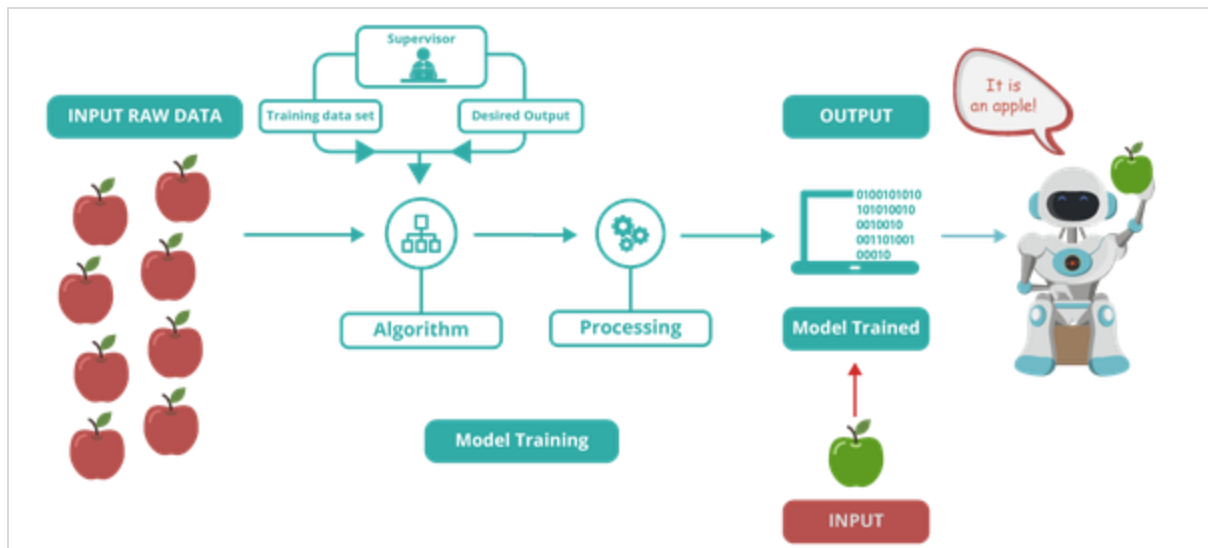 Supervisor
INPUT RAW DATA
Training data set
Desired Output
OUTPUT
It is
an apple!
0100101010
101010010
0010010
001101001
00010
Algorithm
Processing
Model Trained
Model Training
INPUT